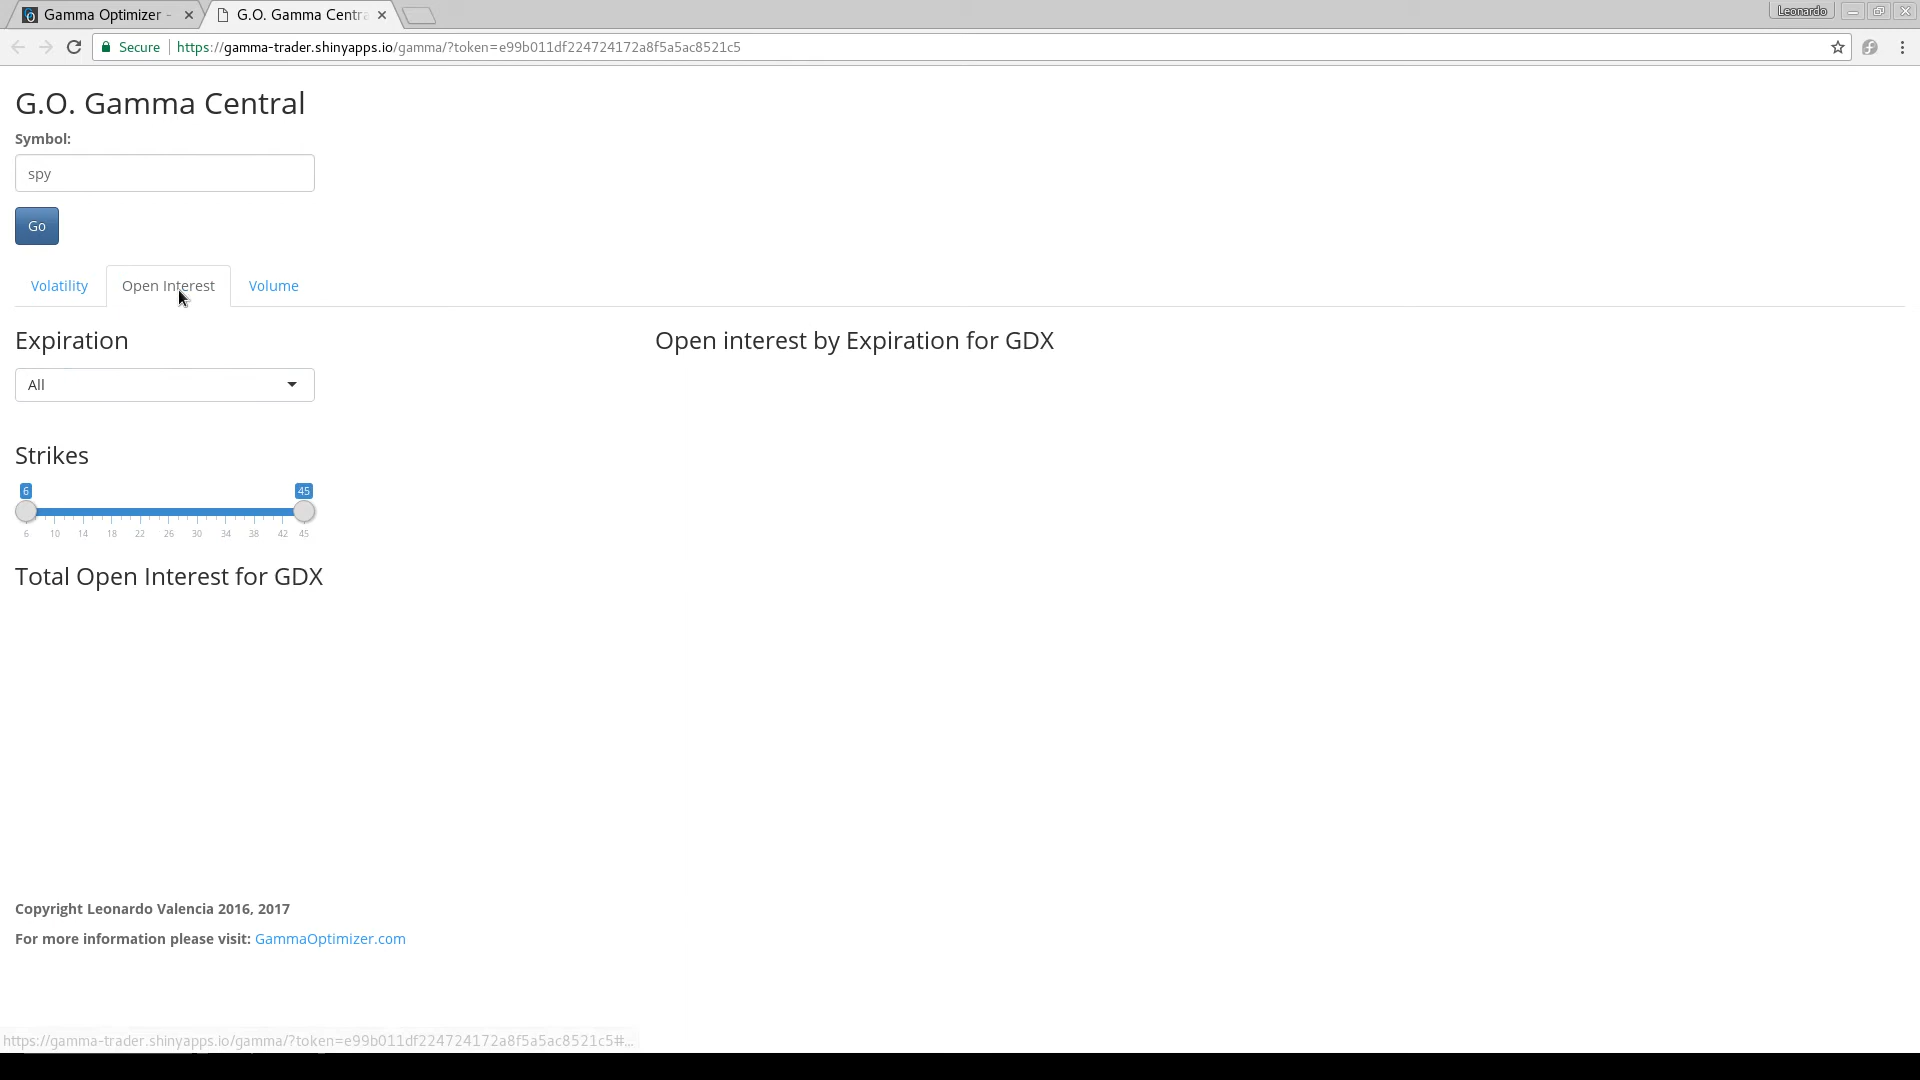 Gamma Optimizer -
G.O. Gamma Centr
Leonardo
Secure
https://gamma-trader.shinyapps.io/gamma/?token=e99b011df224724172a8f5a5ac8521c5
G.O. Gamma Central
Symbol:
spy
Go
Volatility
Open Interest
Volume
Expiration
Open interest by Expiration for GDX
All
Strikes
6 45
6 10 14 18 22 26 30 34 38 42 45
Total Open Interest for GDX
Copyright Leonardo Valencia 2016, 2017
For more information please visit: GammaOptimizer.com
https://gamma-trader.shinyapps.io/gamma/?token=e99b011df224724172a8f5a5ac8521c5#...